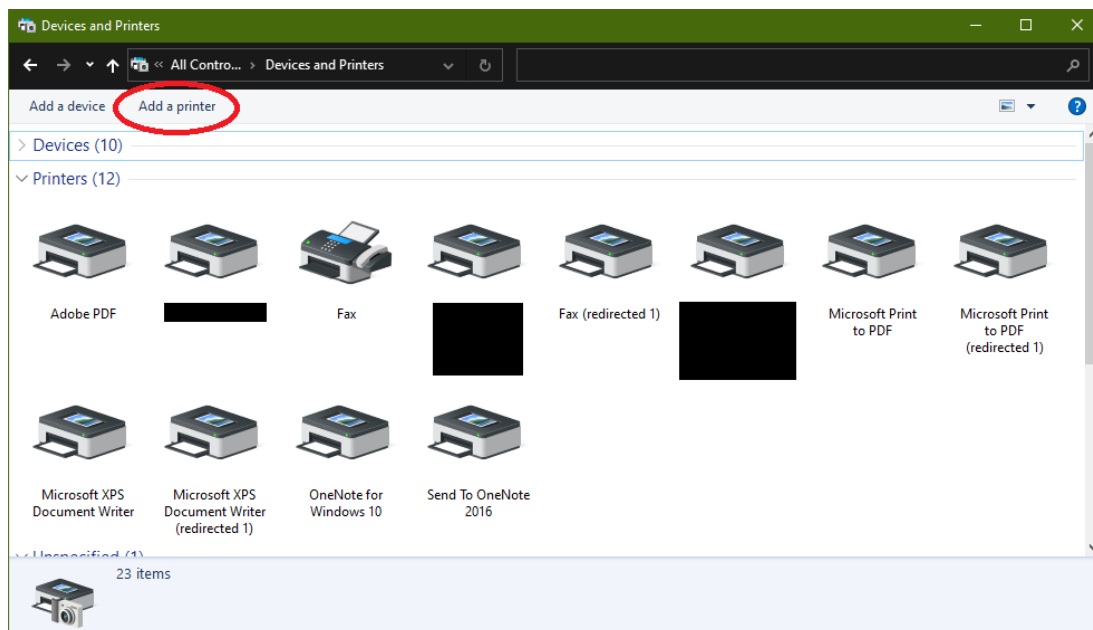 Devices and Printers
« All Contro... › Devices and Printers
Add a device Add a printer
Devices (10)
Printers (12)
Adobe PDF
Fax
Fax (redirected 1)
Microsoft Print
to PDF
Microsoft Print
to PDF
(redirected 1)
Microsoft XPS
Document Writer
Microsoft XPS
Document Writer
(redirected 1)
OneNote for
Windows 10
Send To OneNote
2016
Unspecified (1)
23 items